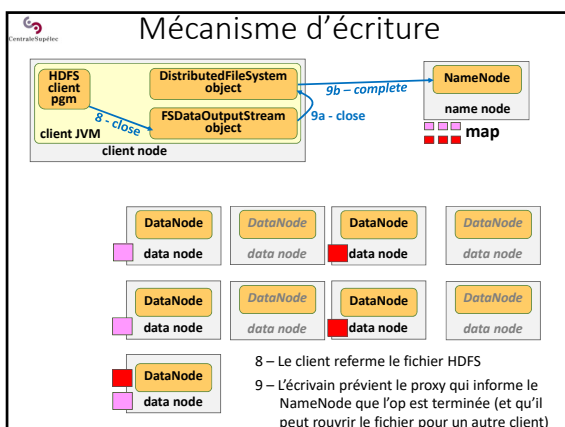 CentraleSupélec
Mécanisme d'écriture
HDFS
client
pgm
DistributedFileSystem
object
9b – complete
NameNode
8 - close
FSDataOutputStream
object
9a - close
name node
client JVM
client node
map
DataNode
data node
DataNode
data node
DataNode
data node
DataNode
data node
DataNode
data node
DataNode
data node
DataNode
data node
DataNode
data node
DataNode
data node
8 – Le client referme le fichier HDFS
9 – L'écrivain prévient le proxy qui informe le
NameNode que l'op est terminée (et qu'il
peut rouvrir le fichier pour un autre client)